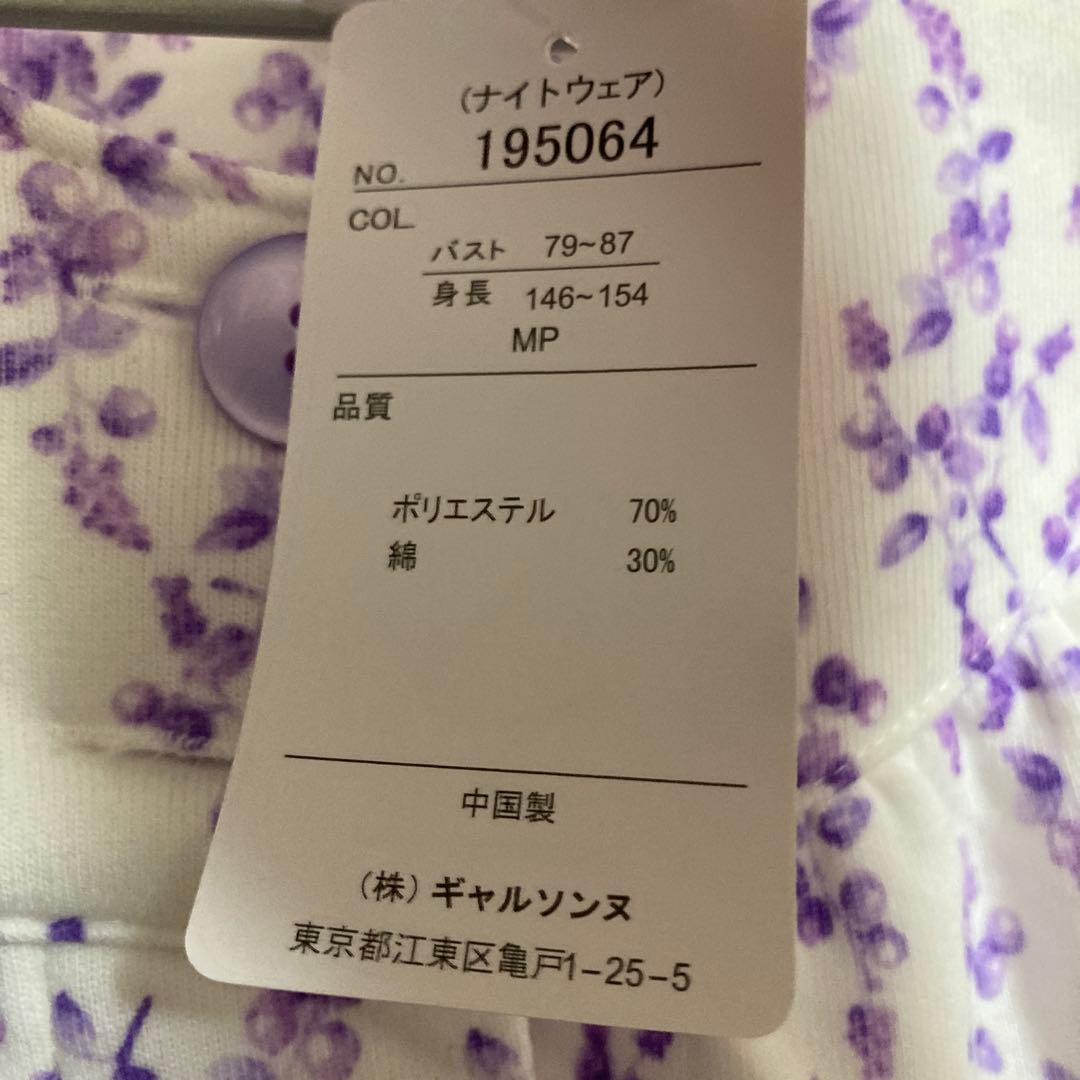 (ナイトウェア)
NO. 195064
COL.
バスト 79~87
身長 146~154
MP
品質
ポリエステル 70%
綿 30%
中国製
(株)ギャルソンヌ
東京都江東区亀戸1-25-5